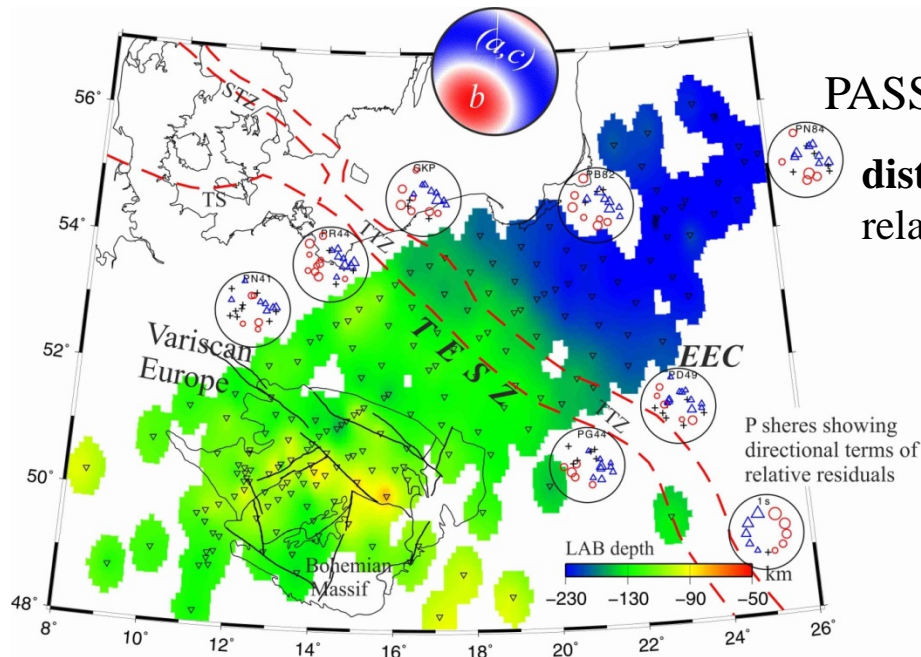 (a,c)
b
PASS
dist
rela
56°
54°
52°
50°
48°
STZ
TS
GKP
PR44
TTZ
PN41
PB82
PN84
Variscan
Europe
TESZ
EEC
TTZ
PD49
PG44
P sheres showing
directional terms of
relative residuals
1s
LAB depth
km
−230 −130 −90 −50
Bohemian
Massif
8° 10° 12° 14° 16° 18° 20° 22° 24° 26°